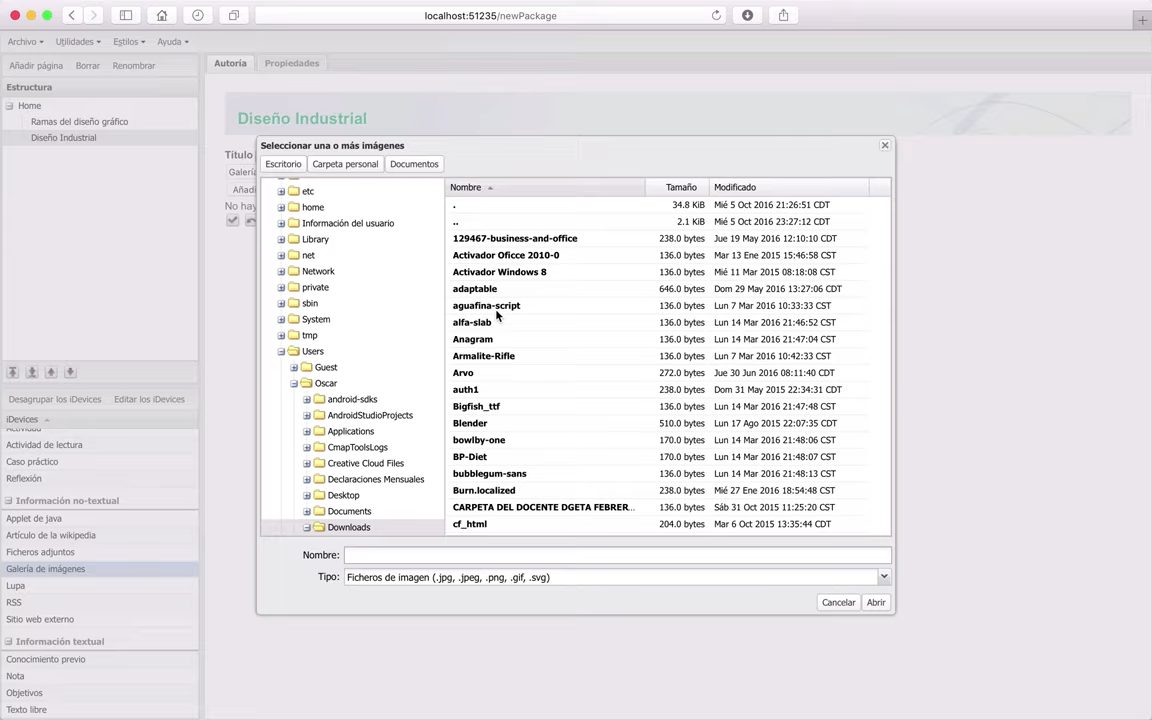 localhost:51235/newPackage
Archivo Utilidades Estilos Ayuda
Añadir página Borrar Renombrar
Autoría Propiedades
Estructura
Home
Ramas del diseño gráfico
Diseño Industrial
Diseño Industrial
Título
Galería
Añadi
No hay
Seleccionar una o más imágenes
Escritorio Carpeta personal Documentos
etc
home
Información del usuario
Library
net
Network
private
sbin
System
tmp
Users
Guest
Oscar
android-sdks
AndroidStudioProjects
Applications
CmapToolsLogs
Creative Cloud Files
Declaraciones Mensuales
Desktop
Documents
Downloads
Nombre Tamaño Modificado
. 34.8 KiB Mié 5 Oct 2016 21:26:51 CDT
.. 2.1 KiB Mié 5 Oct 2016 23:27:12 CDT
129467-business-and-office 238.0 bytes Jue 19 May 2016 12:10:10 CDT
Activador Oficce 2010-0 136.0 bytes Mar 13 Ene 2015 15:46:58 CST
Activador Windows 8 136.0 bytes Mié 11 Mar 2015 08:18:08 CST
adaptable 646.0 bytes Dom 29 May 2016 13:27:06 CDT
aguafina-script 136.0 bytes Lun 7 Mar 2016 10:33:33 CST
alfa-slab 136.0 bytes Lun 14 Mar 2016 21:46:52 CST
Anagram 136.0 bytes Lun 14 Mar 2016 21:47:04 CST
Armalite-Rifle 136.0 bytes Lun 7 Mar 2016 10:42:33 CST
Arvo 272.0 bytes Jue 30 Jun 2016 08:11:40 CDT
auth1 238.0 bytes Dom 31 May 2015 22:34:31 CDT
Bigfish_ttf 136.0 bytes Lun 14 Mar 2016 21:47:48 CST
Blender 510.0 bytes Lun 17 Ago 2015 22:07:35 CDT
bowlby-one 170.0 bytes Lun 14 Mar 2016 21:48:06 CST
BP-Diet 170.0 bytes Lun 14 Mar 2016 21:48:07 CST
bubblegum-sans 136.0 bytes Lun 14 Mar 2016 21:48:13 CST
Burn.localized 238.0 bytes Mié 27 Ene 2016 18:54:48 CST
CARPETA DEL DOCENTE DGETA FEBRER... 136.0 bytes Sáb 31 Oct 2015 11:25:20 CST
cf_html 204.0 bytes Mar 6 Oct 2015 13:35:44 CDT
Nombre:
Tipo: Ficheros de imagen (.jpg, .jpeg, .png, .gif, .svg)
Cancelar Abrir
Desagrupar los iDevices Editar los iDevices
iDevices
Actividad
Actividad de lectura
Caso práctico
Reflexión
Información no-textual
Applet de java
Artículo de la wikipedia
Ficheros adjuntos
Galería de imágenes
Lupa
RSS
Sitio web externo
Información textual
Conocimiento previo
Nota
Objetivos
Texto libre